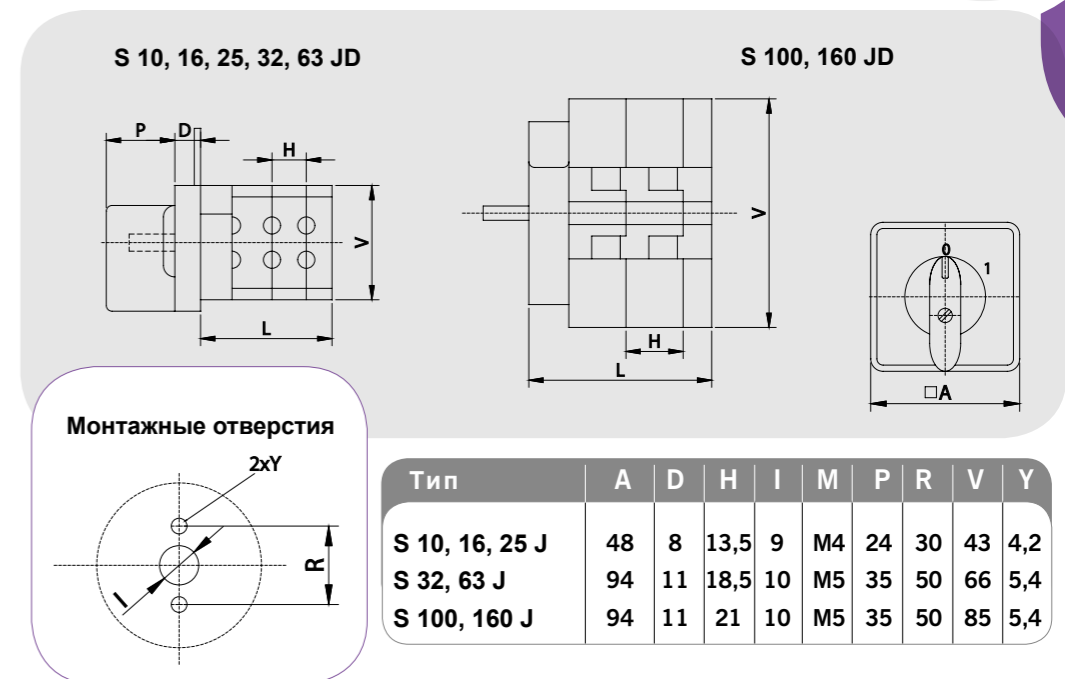 S 10, 16, 25, 32, 63 JD
S 100, 160 JD
P
D
H
V
L
V
H
L
0
1
□A
Монтажные отверстия
2xY
R
I
Тип A D H I M P R V Y
S 10, 16, 25 J 48 8 13,5 9 M4 24 30 43 4,2
S 32, 63 J 94 11 18,5 10 M5 35 50 66 5,4
S 100, 160 J 94 11 21 10 M5 35 50 85 5,4